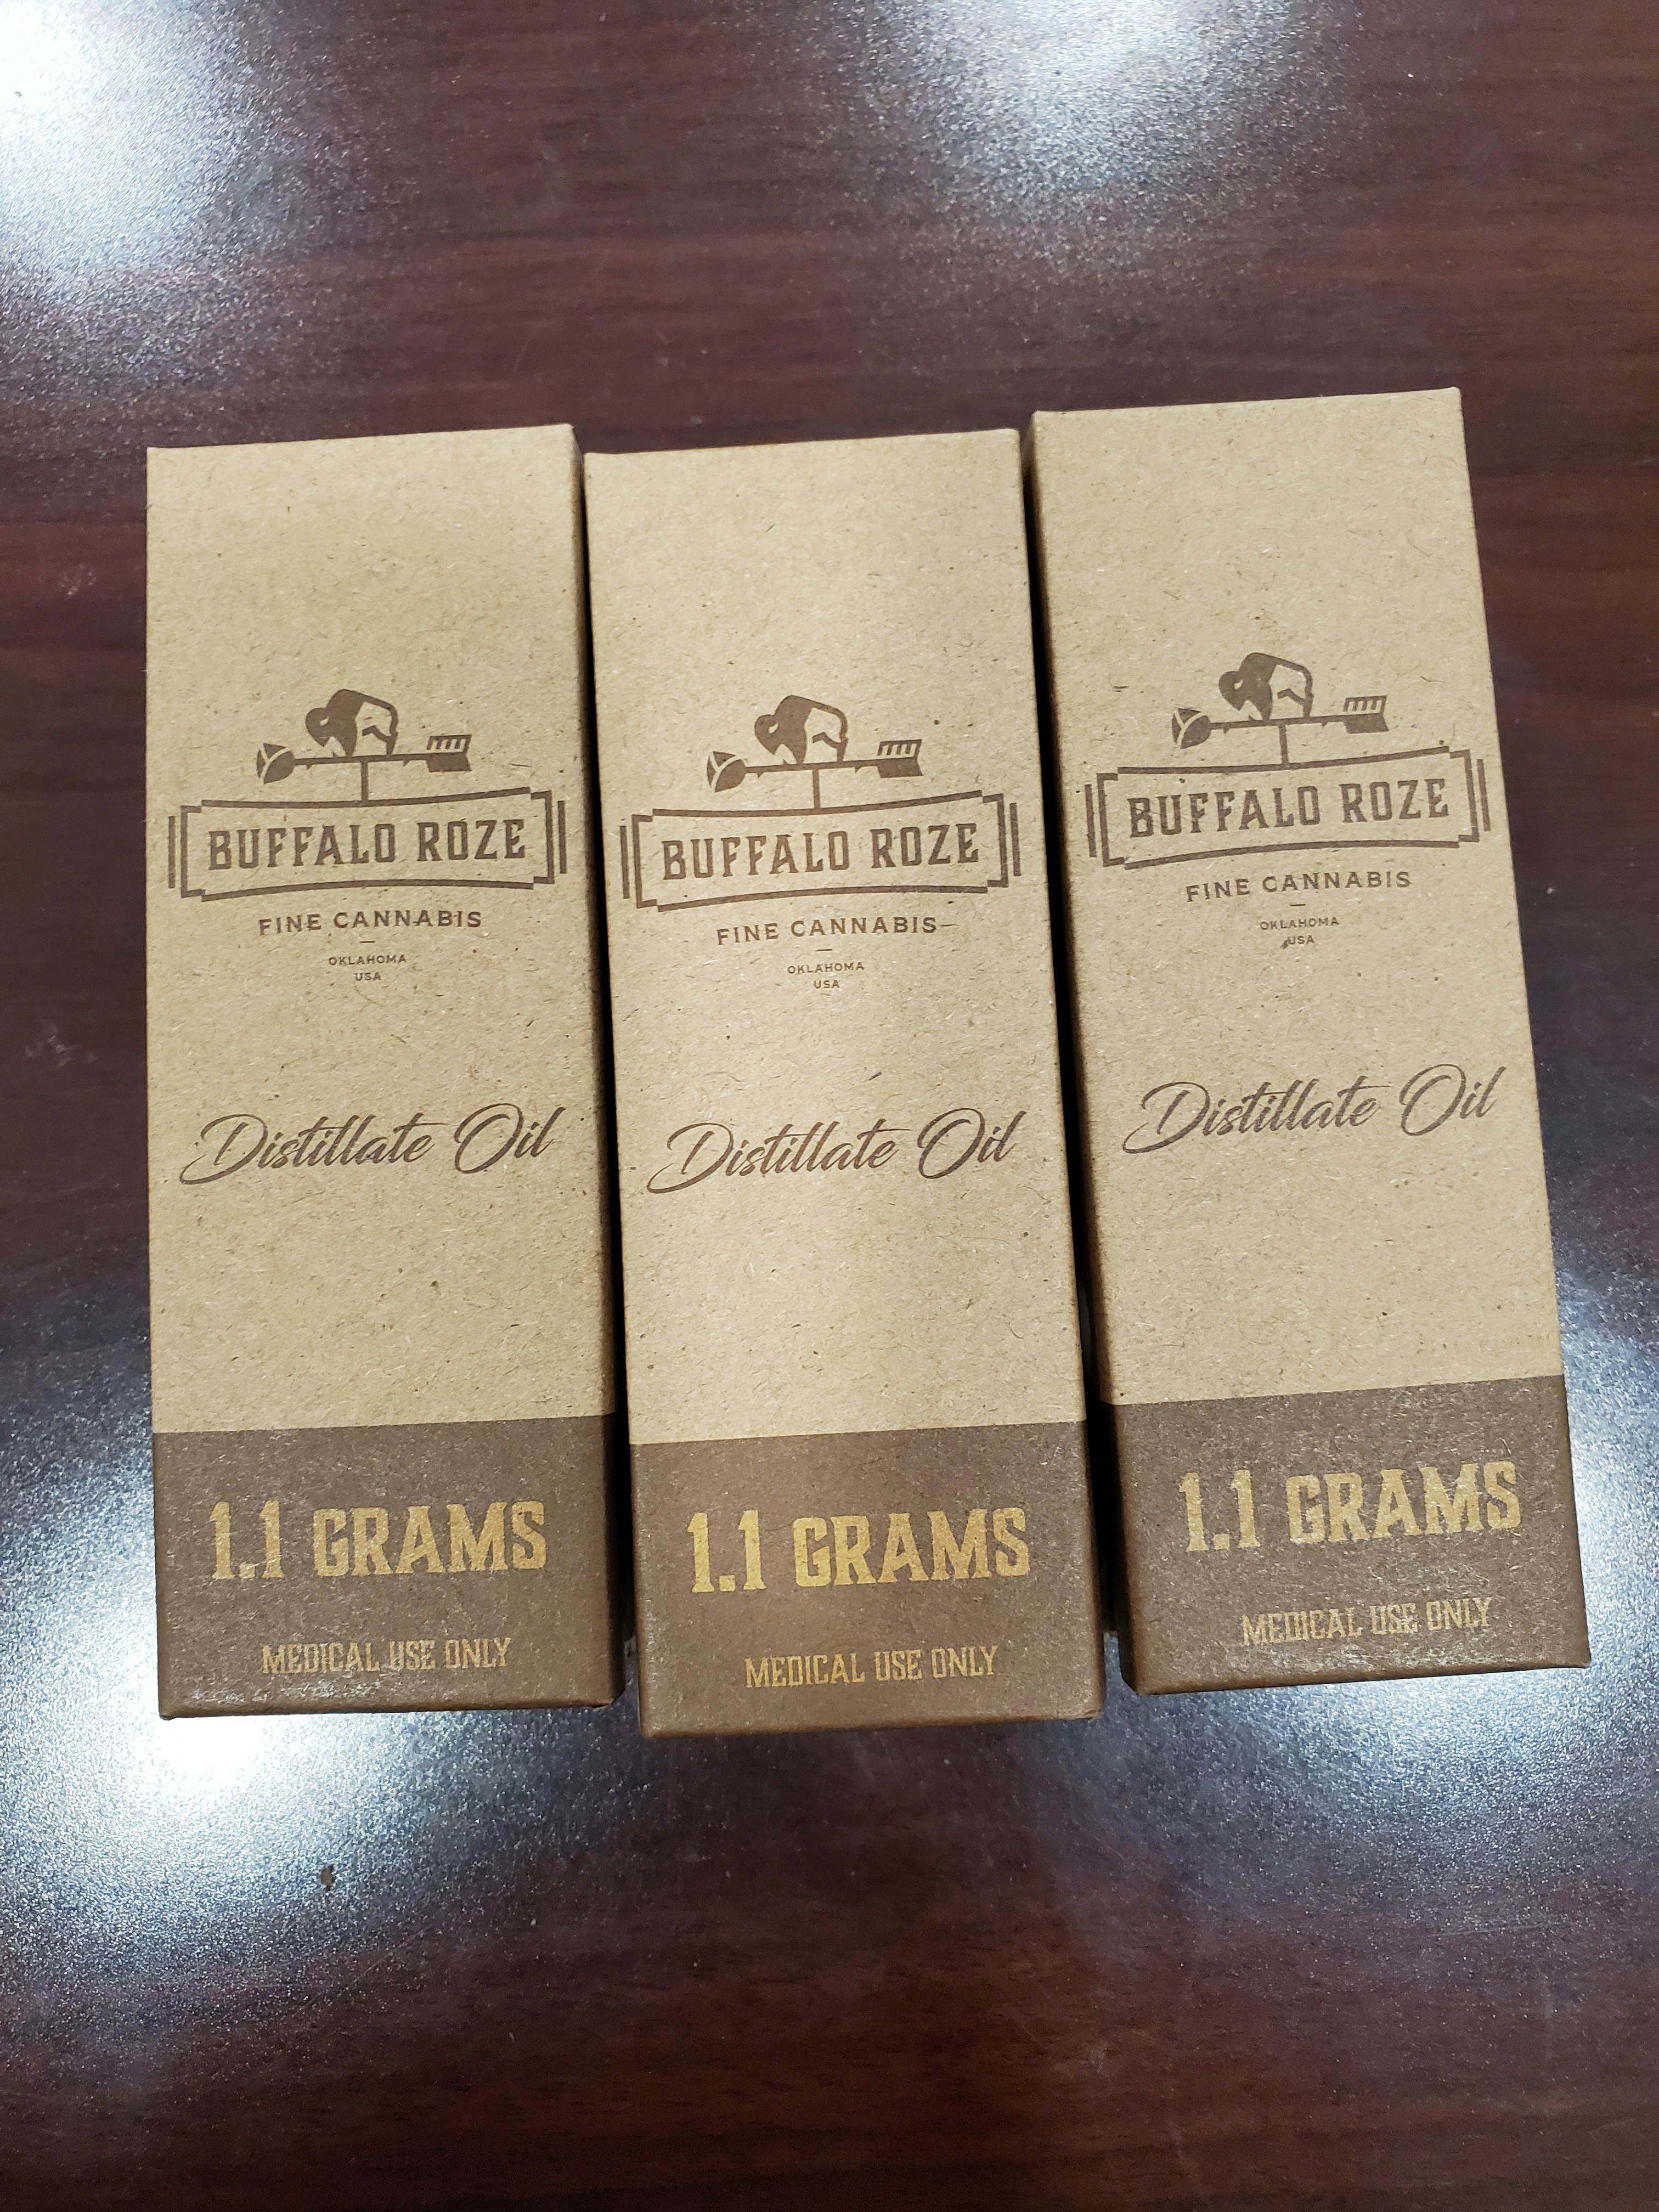 BUFFALO ROZE
FINE CANNABIS
OKLAHOMA
USA
Distillate Oil
1.1 GRAMS
MEDICAL USE ONLY
BUFFALO ROZE
FINE CANNABIS
OKLAHOMA
USA
Distillate Oil
1.1 GRAMS
MEDICAL USE ONLY
BUFFALO ROZE
FINE CANNABIS
OKLAHOMA
USA
Distillate Oil
1.1 GRAMS
MEDICAL USE ONLY